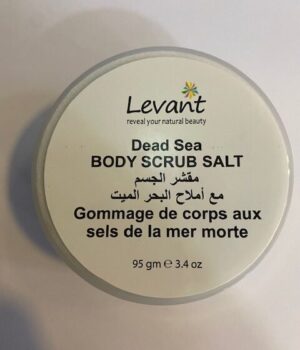 Levant
reveal your natural beauty
Dead Sea
BODY SCRUB SALT
مقشر الجسم
مع أملاح البحر الميت
Gommage de corps aux
sels de la mer morte
95 gm ℮ 3.4 oz